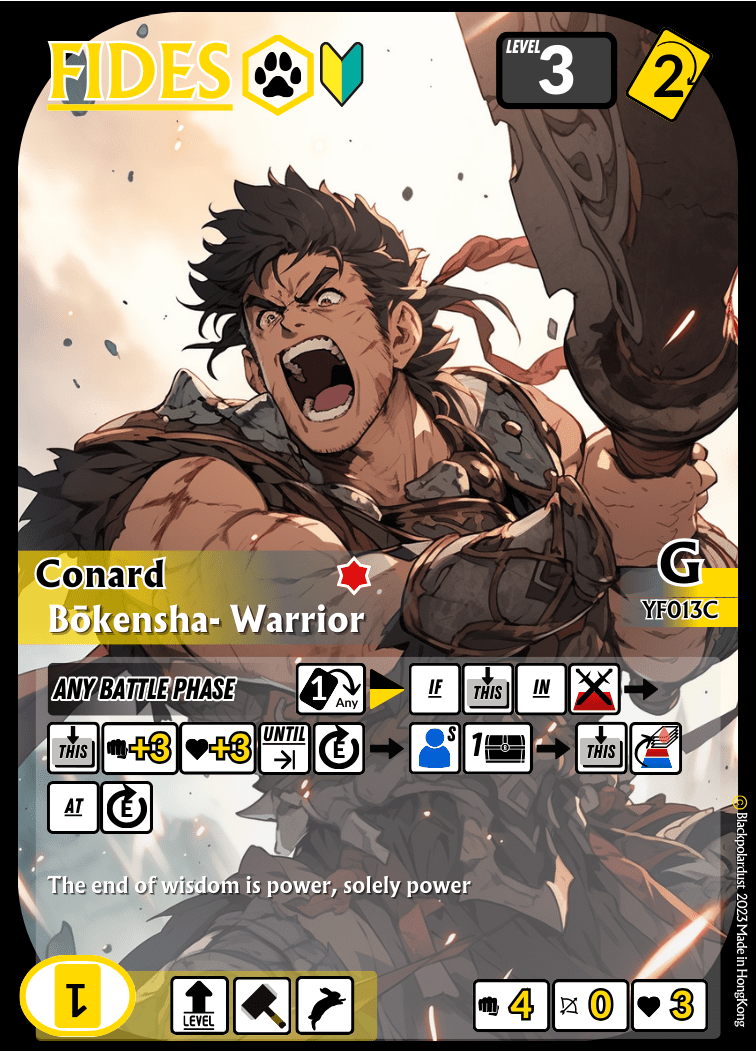 FIDES
LEVEL 3
2
Conard
Bōkensha- Warrior
G
YF013C
ANY BATTLE PHASE 1 Any IF THIS IN
THIS +3 +3 UNTIL E S 1 THIS
AT E
The end of wisdom is power, solely power
© Blackpolardust 2023 Made in HongKong
1 LEVEL 4 0 3